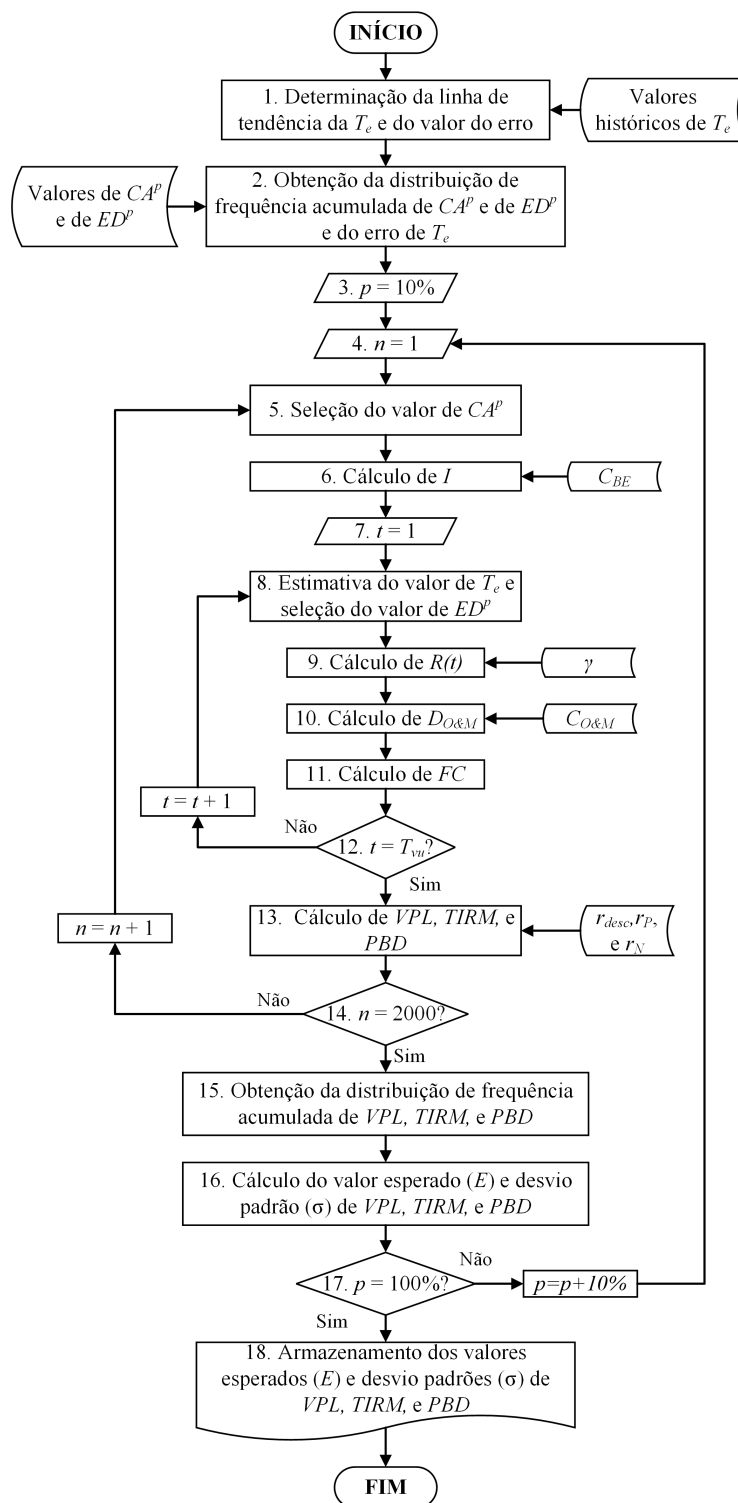 INÍCIO
1. Determinação da linha de
tendência da Te e do valor do erro
Valores
históricos de Te
Valores de CAp
e de EDp
2. Obtenção da distribuição de
frequência acumulada de CAp e de EDp
e do erro de Te
3. p = 10%
4. n = 1
5. Seleção do valor de CAp
6. Cálculo de I
CBE
7. t = 1
8. Estimativa do valor de Te e
seleção do valor de EDp
9. Cálculo de R(t)
γ
10. Cálculo de DO&M
CO&M
11. Cálculo de FC
t = t + 1
Não
12. t = Tvu?
Sim
n = n + 1
13. Cálculo de VPL, TIRM, e
PBD
rdesc,rP,
e rN
Não
14. n = 2000?
Sim
15. Obtenção da distribuição de frequência
acumulada de VPL, TIRM, e PBD
16. Cálculo do valor esperado (E) e desvio
padrão (σ) de VPL, TIRM, e PBD
Não
17. p = 100%?
p=p+10%
Sim
18. Armazenamento dos valores
esperados (E) e desvio padrões (σ) de
VPL, TIRM, e PBD
FIM